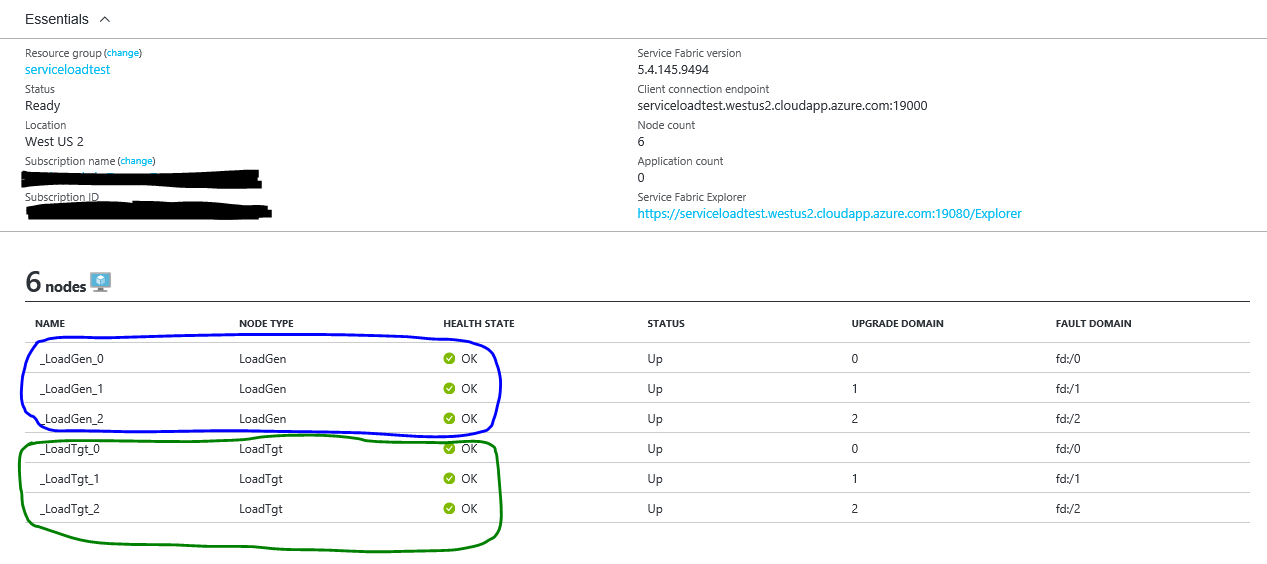 Essentials
Resource group (change)
serviceloadtest
Status
Ready
Location
West US 2
Subscription name (change)
Subscription ID
Service Fabric version
5.4.145.9494
Client connection endpoint
serviceloadtest.westus2.cloudapp.azure.com:19000
Node count
6
Application count
0
Service Fabric Explorer
https://serviceloadtest.westus2.cloudapp.azure.com:19080/Explorer
6 nodes
NAME NODE TYPE HEALTH STATE STATUS UPGRADE DOMAIN FAULT DOMAIN
_LoadGen_0 LoadGen OK Up 0 fd:/0
_LoadGen_1 LoadGen OK Up 1 fd:/1
_LoadGen_2 LoadGen OK Up 2 fd:/2
_LoadTgt_0 LoadTgt OK Up 0 fd:/0
_LoadTgt_1 LoadTgt OK Up 1 fd:/1
_LoadTgt_2 LoadTgt OK Up 2 fd:/2